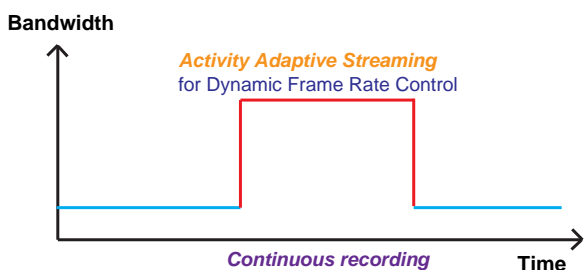 Bandwidth
Activity Adaptive Streaming
for Dynamic Frame Rate Control
Continuous recording
Time